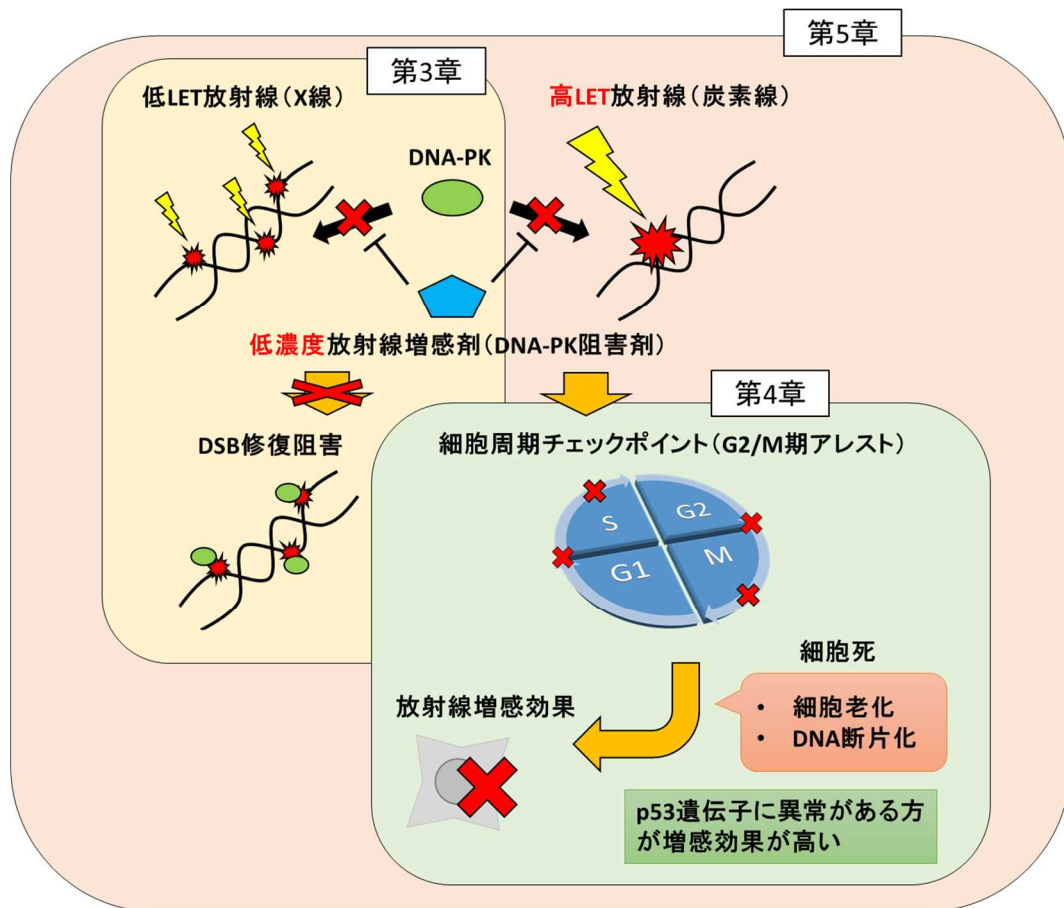 第5章
第3章
低LET放射線(X線)
高LET放射線(炭素線)
DNA-PK
低濃度放射線増感剤(DNA-PK阻害剤)
第4章
DSB修復阻害
細胞周期チェックポイント(G2/M期アレスト)
S
G2
G1
M
細胞死
• 細胞老化
• DNA断片化
放射線増感効果
p53遺伝子に異常がある方
が増感効果が高い